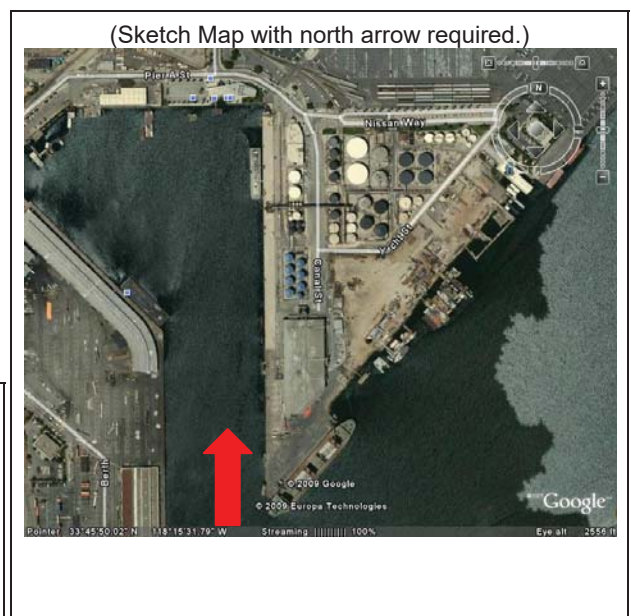 (Sketch Map with north arrow required.)
Pier A St
Nissan Way
N
Yacht St
Canal St
Berth
© 2009 Google
© 2009 Europa Technologies
Google
Pointer 33°45'50.02" N 118°15'31.79" W Streaming |||||||||| 100% Eye alt 2556 ft